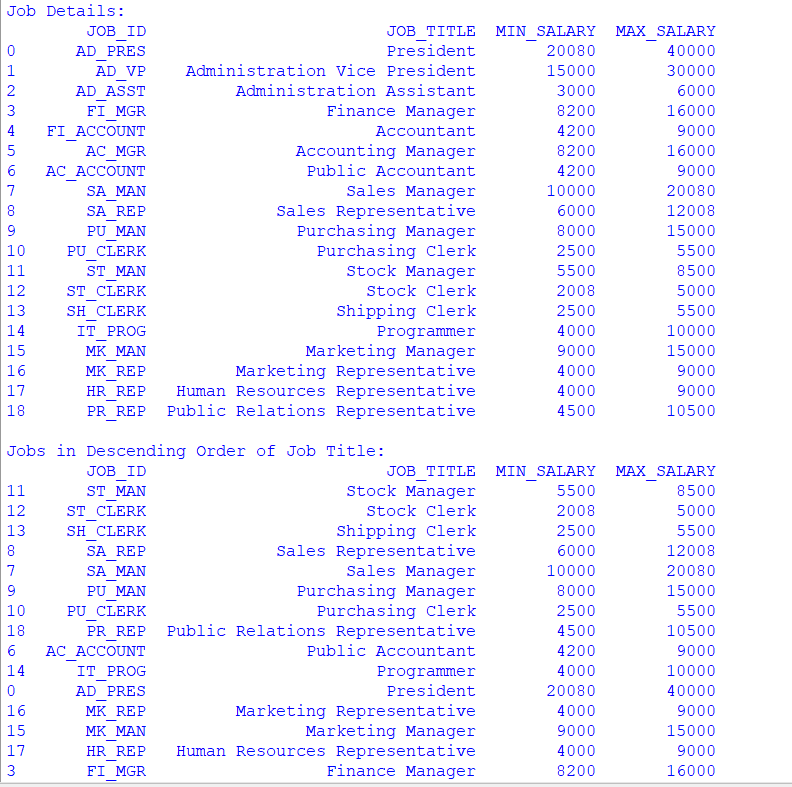 Job Details:
        JOB_ID                        JOB_TITLE  MIN_SALARY  MAX_SALARY
0      AD_PRES                        President       20080       40000
1        AD_VP    Administration Vice President       15000       30000
2      AD_ASST         Administration Assistant        3000        6000
3       FI_MGR                  Finance Manager        8200       16000
4   FI_ACCOUNT                       Accountant        4200        9000
5       AC_MGR               Accounting Manager        8200       16000
6   AC_ACCOUNT                Public Accountant        4200        9000
7       SA_MAN                    Sales Manager       10000       20080
8       SA_REP             Sales Representative        6000       12008
9       PU_MAN               Purchasing Manager        8000       15000
10    PU_CLERK                 Purchasing Clerk        2500        5500
11      ST_MAN                    Stock Manager        5500        8500
12    ST_CLERK                      Stock Clerk        2008        5000
13    SH_CLERK                   Shipping Clerk        2500        5500
14     IT_PROG                       Programmer        4000       10000
15      MK_MAN                Marketing Manager        9000       15000
16      MK_REP         Marketing Representative        4000        9000
17      HR_REP   Human Resources Representative        4000        9000
18      PR_REP  Public Relations Representative        4500       10500

Jobs in Descending Order of Job Title:
        JOB_ID                        JOB_TITLE  MIN_SALARY  MAX_SALARY
11      ST_MAN                    Stock Manager        5500        8500
12    ST_CLERK                      Stock Clerk        2008        5000
13    SH_CLERK                   Shipping Clerk        2500        5500
8       SA_REP             Sales Representative        6000       12008
7       SA_MAN                    Sales Manager       10000       20080
9       PU_MAN               Purchasing Manager        8000       15000
10    PU_CLERK                 Purchasing Clerk        2500        5500
18      PR_REP  Public Relations Representative        4500       10500
6   AC_ACCOUNT                Public Accountant        4200        9000
14     IT_PROG                       Programmer        4000       10000
0      AD_PRES                        President       20080       40000
16      MK_REP         Marketing Representative        4000        9000
15      MK_MAN                Marketing Manager        9000       15000
17      HR_REP   Human Resources Representative        4000        9000
3       FI_MGR                  Finance Manager        8200       16000